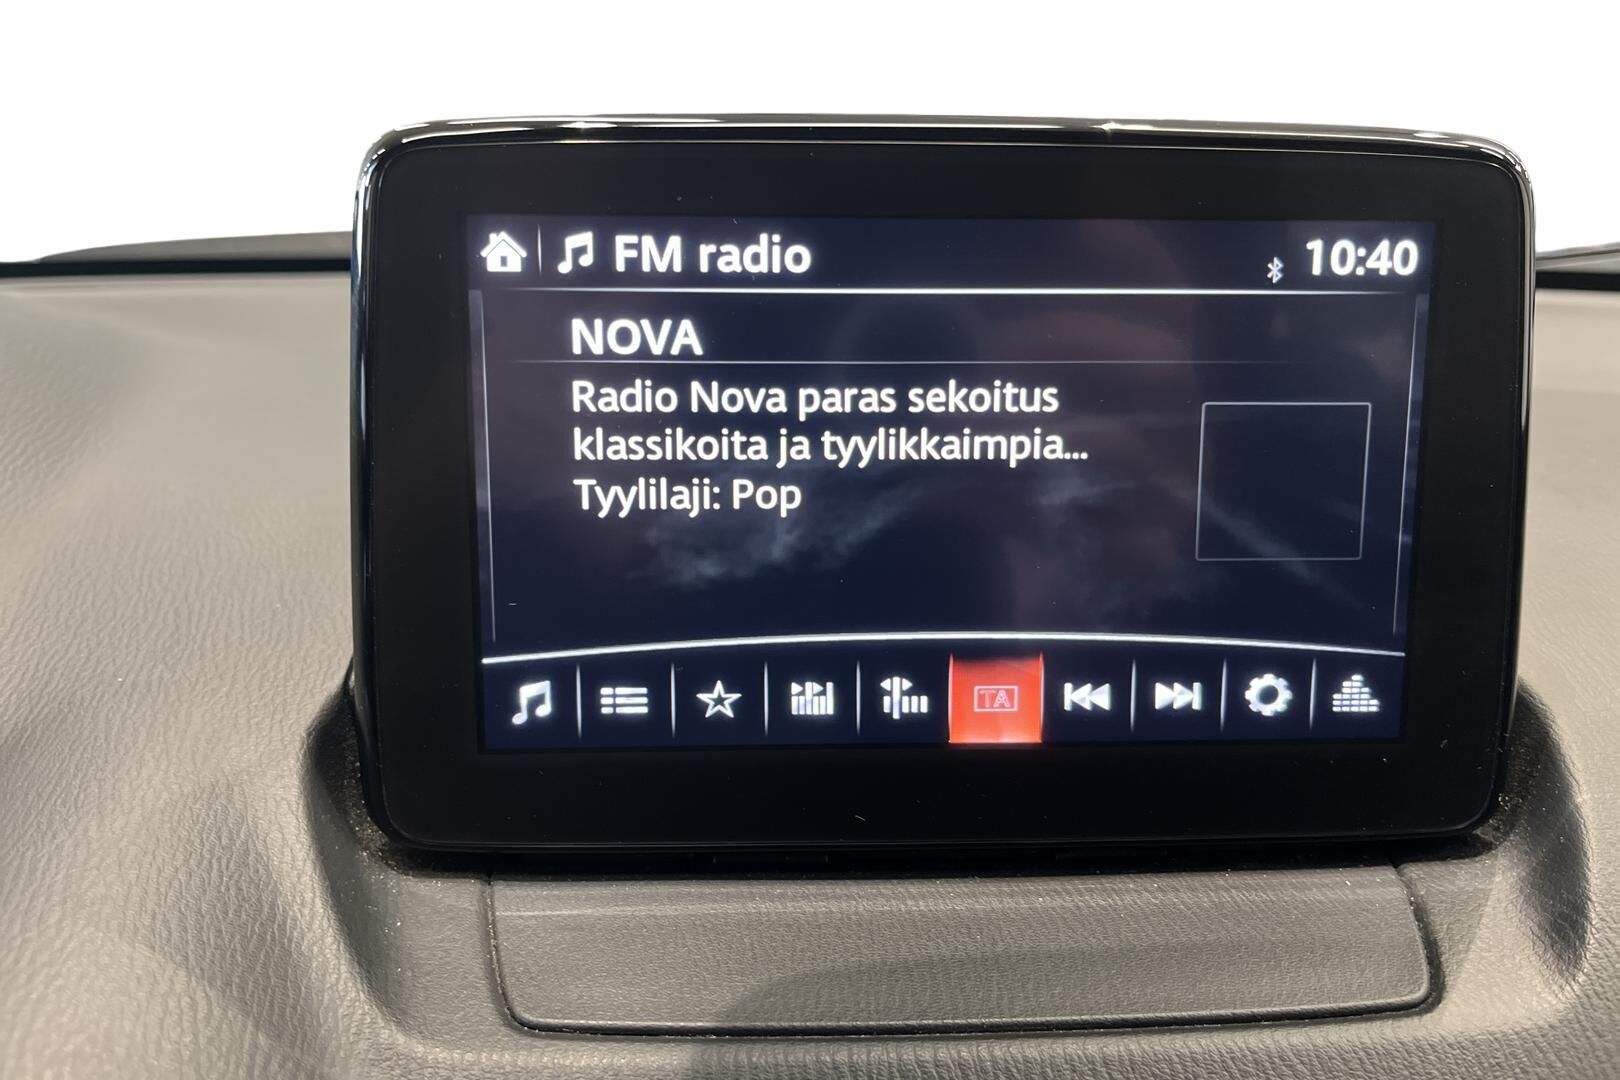 FM radio
10:40
NOVA
Radio Nova paras sekoitus
klassikoita ja tyylikkaimpia...
Tyylilaji: Pop
TA